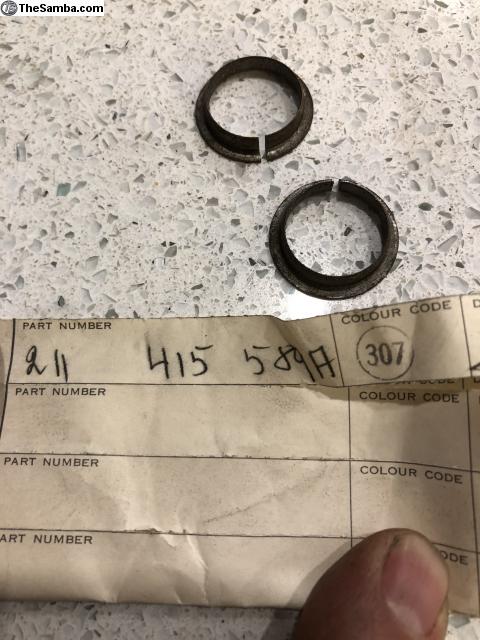 TheSamba.com
PART NUMBER COLOUR CODE
211 415 589A 307
PART NUMBER COLOUR CODE
PART NUMBER COLOUR CODE
ART NUMBER ODE